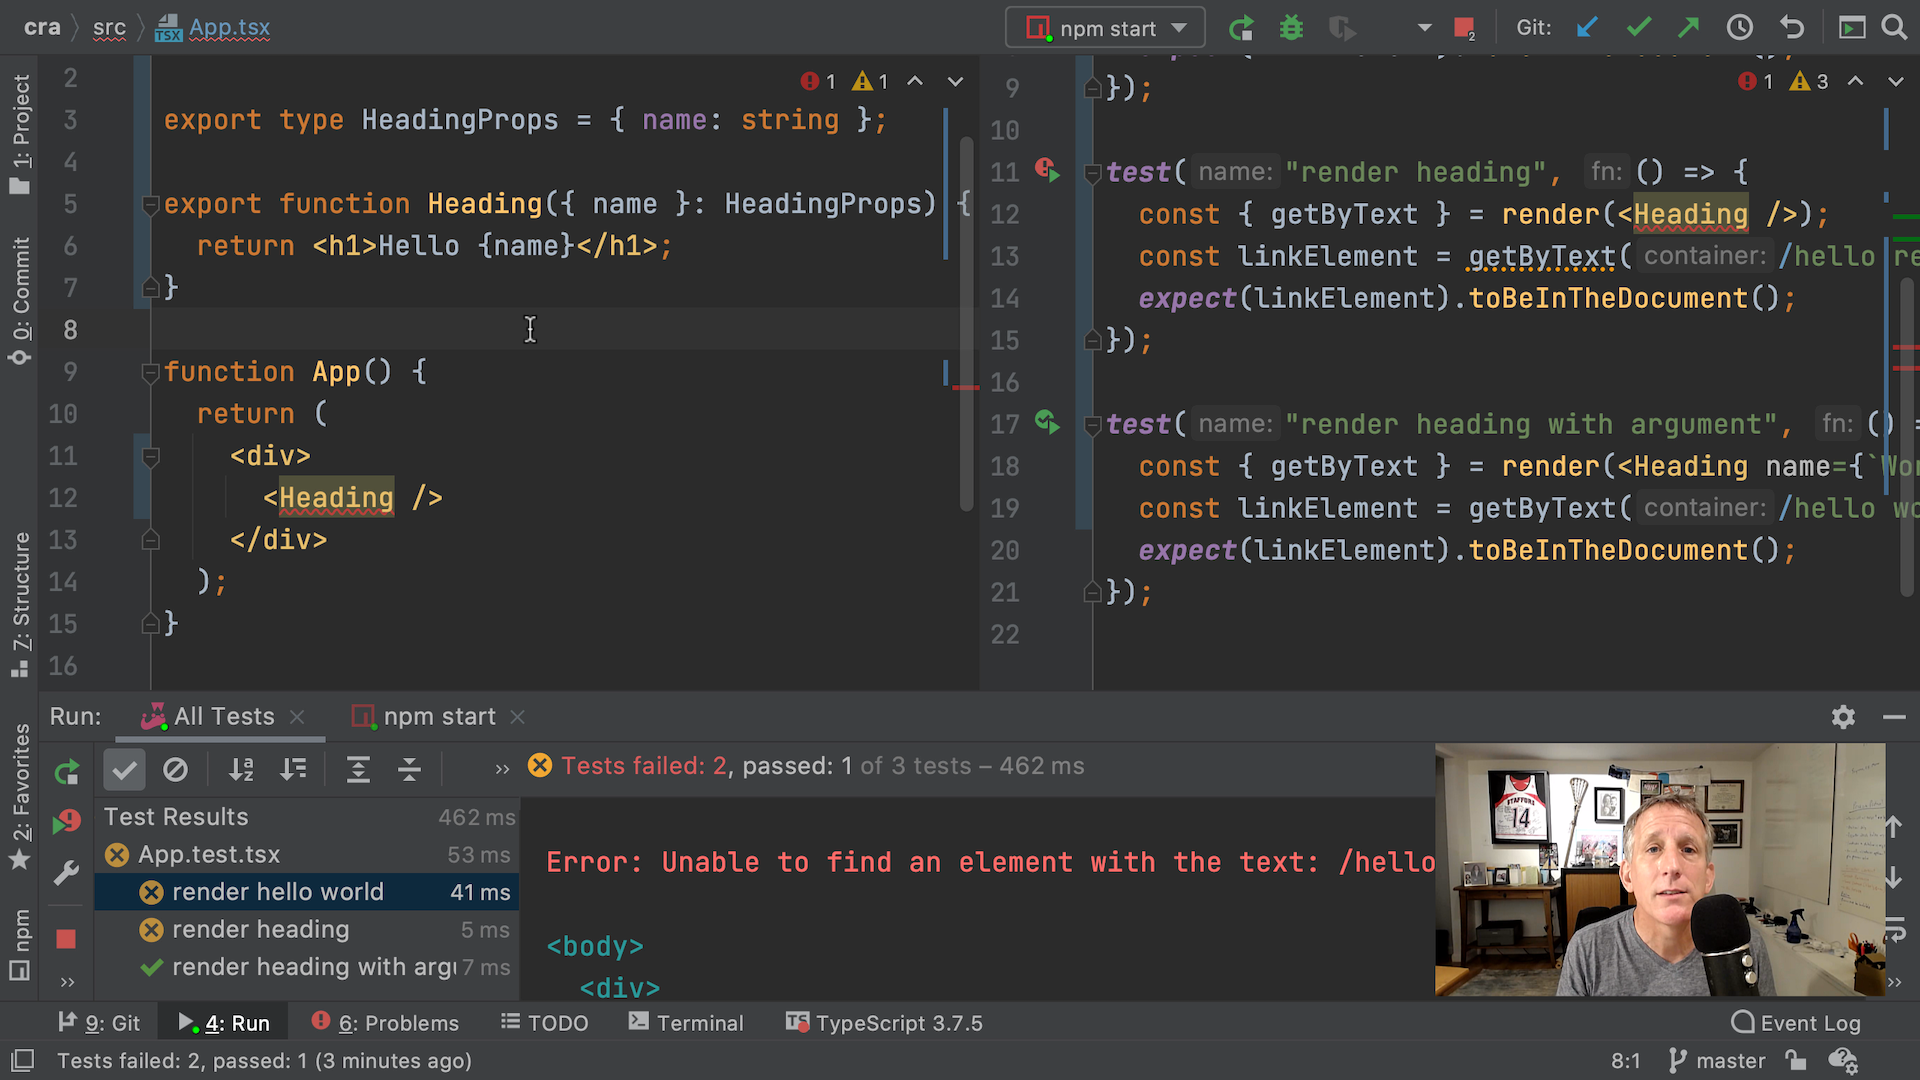 cra src TSX App.tsx
npm start
2
Git:
1: Project
0: Commit
7: Structure
2: Favorites
npm
1 1
2
3 export type HeadingProps = { name: string };
4
5 export function Heading({ name }: HeadingProps) {
6 return <h1>Hello {name}</h1>;
7 }
8
9 function App() {
10 return (
11 <div>
12 <Heading />
13 </div>
14 );
15 }
16
1 3
9 });
10
11 test( name: "render heading", fn: () => {
12 const { getByText } = render(<Heading />);
13 const linkElement = getByText( container: /hello re
14 expect(linkElement).toBeInTheDocument();
15 });
16
17 test( name: "render heading with argument", fn: () =
18 const { getByText } = render(<Heading name={`Wor
19 const linkElement = getByText( container: /hello wo
20 expect(linkElement).toBeInTheDocument();
21 });
22
Run: All Tests npm start
Tests failed: 2, passed: 1 of 3 tests – 462 ms
Test Results 462 ms
App.test.tsx 53 ms
render hello world 41 ms
render heading 5 ms
render heading with argu 7 ms
Error: Unable to find an element with the text: /hello
<body>
<div>
STAFFORD
14
9: Git 4: Run 6: Problems TODO Terminal TS TypeScript 3.7.5 Event Log
Tests failed: 2, passed: 1 (3 minutes ago) 8:1 master